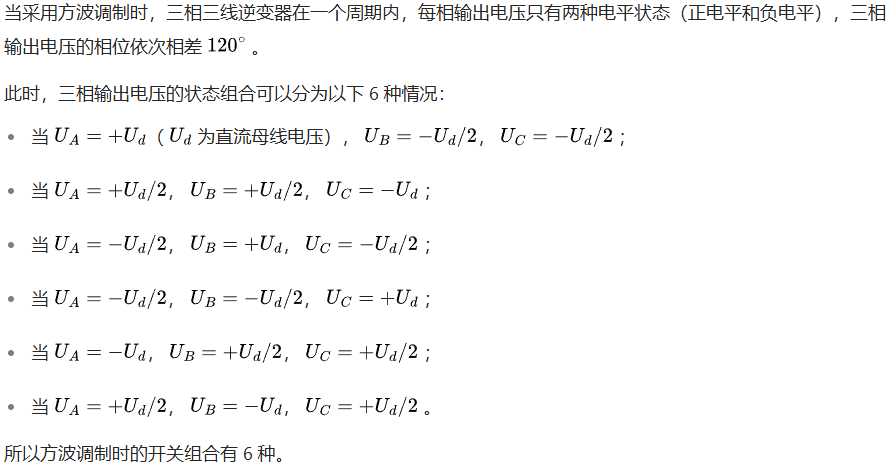 当采用方波调制时，三相三线逆变器在一个周期内，每相输出电压只有两种电平状态（正电平和负电平），三相
输出电压的相位依次相差 120° 。
此时，三相输出电压的状态组合可以分为以下 6 种情况：
• 当 U_A = +U_d（ U_d 为直流母线电压）， U_B = −U_d/2， U_C = −U_d/2 ；
• 当 U_A = +U_d/2， U_B = +U_d/2， U_C = −U_d ；
• 当 U_A = −U_d/2， U_B = +U_d， U_C = −U_d/2 ；
• 当 U_A = −U_d/2， U_B = −U_d/2， U_C = +U_d ；
• 当 U_A = −U_d， U_B = +U_d/2， U_C = +U_d/2 ；
• 当 U_A = +U_d/2， U_B = −U_d， U_C = +U_d/2 。
所以方波调制时的开关组合有 6 种。